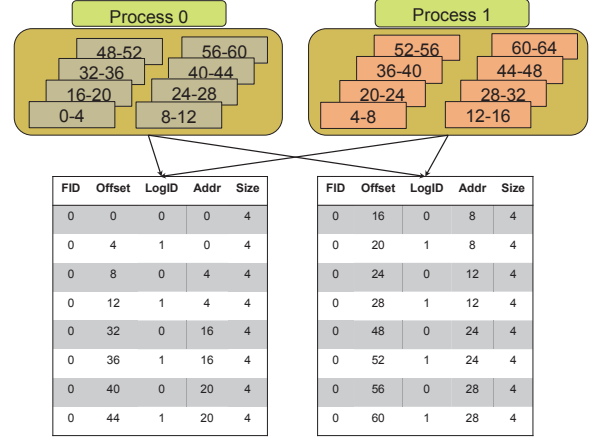 Process 0 Process 1
48-52 56-60 52-56 60-64
32-36 40-44 36-40 44-48
16-20 24-28 20-24 28-32
0-4 8-12 4-8 12-16
FID Offset LogID Addr Size FID Offset LogID Addr Size
0 0 0 0 4 0 16 0 8 4
0 4 1 0 4 0 20 1 8 4
0 8 0 4 4 0 24 0 12 4
0 12 1 4 4 0 28 1 12 4
0 32 0 16 4 0 48 0 24 4
0 36 1 16 4 0 52 1 24 4
0 40 0 20 4 0 56 0 28 4
0 44 1 20 4 0 60 1 28 4